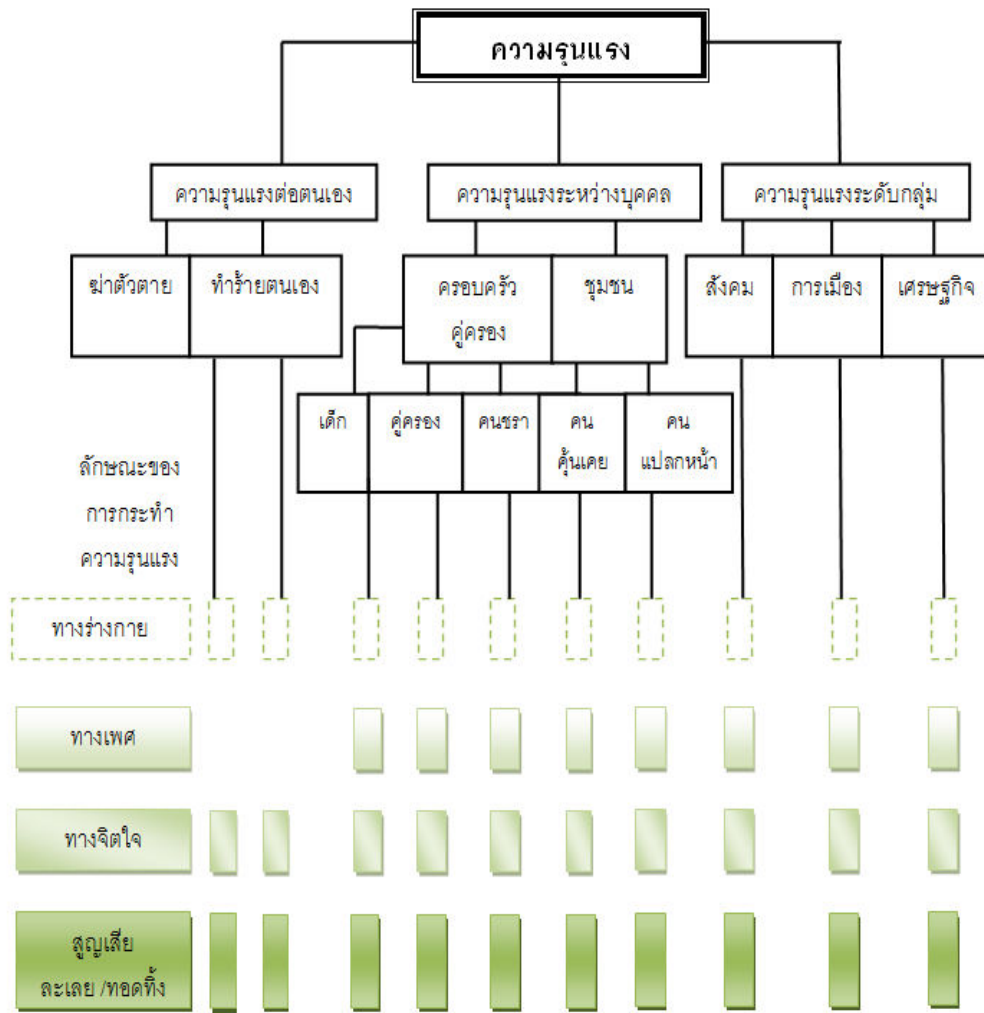 ความรุนแรง
ความรุนแรงต่อตนเอง
ความรุนแรงระหว่างบุคคล
ความรุนแรงระดับกลุ่ม
ฆ่าตัวตาย
ทำร้ายตนเอง
ครอบครัว
คู่ครอง
ชุมชน
สังคม
การเมือง
เศรษฐกิจ
เด็ก
คู่ครอง
คนชรา
คน
คุ้นเคย
คน
แปลกหน้า
ลักษณะของ
การกระทำ
ความรุนแรง
ทางร่างกาย
ทางเพศ
ทางจิตใจ
สูญเสีย
ละเลย /ทอดทิ้ง